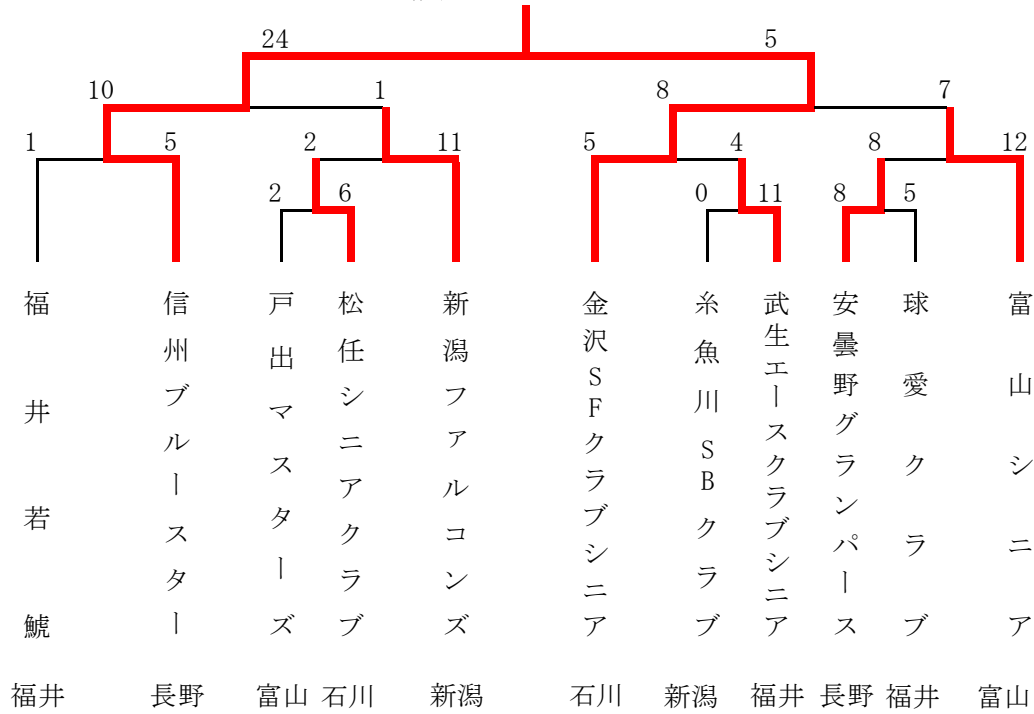 24 5
10 1 8 7
1 5 2 11 5 4 8 12
2 6 0 11 8 5
福井若鯱
信州ブルースター
戸出マスターズ
松任シニアクラブ
新潟ファルコンズ
金沢SFクラブシニア
糸魚川SBクラブ
武生エースクラブシニア
安曇野グランパース
球愛クラブ
富山シニア
福井 長野 富山 石川 新潟 石川 新潟 福井 長野 福井 富山